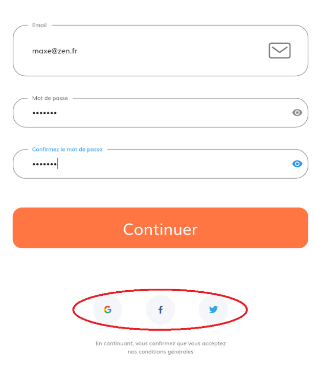 Email
maxe@zen.fr
Mot de passe
•••••••
Confirmez le mot de passe
•••••••
Continuer
G f
En continuant, vous confirmez que vous acceptez
nos conditions générales